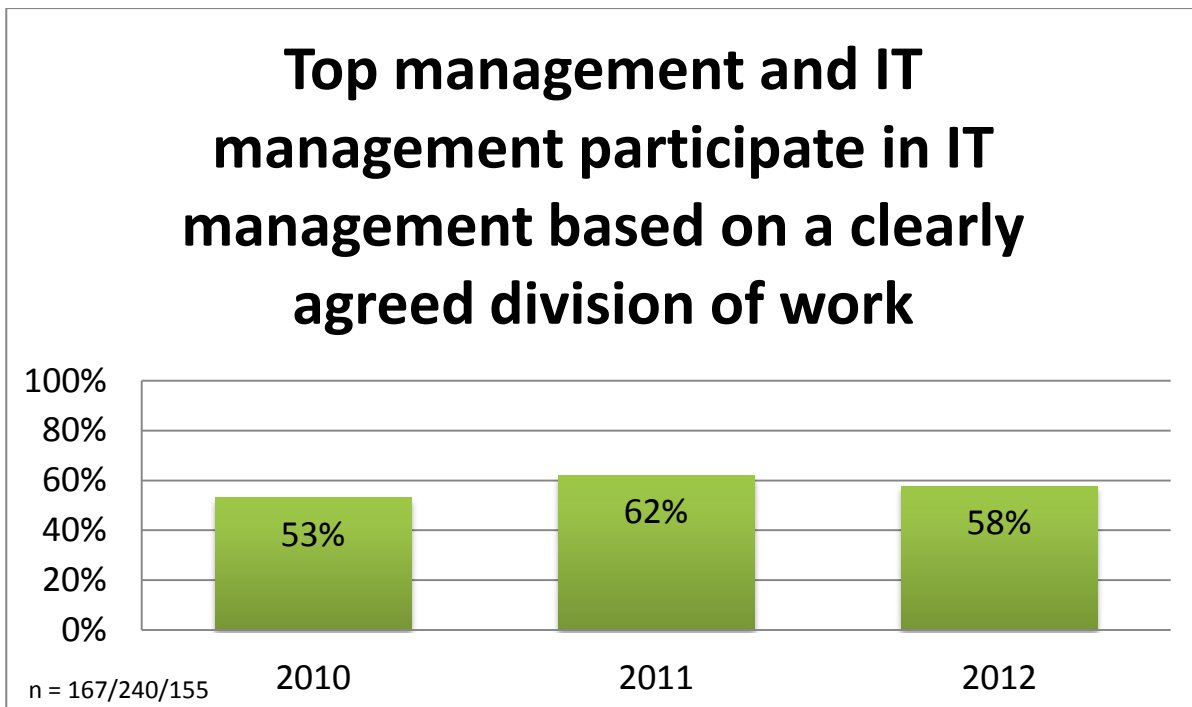 Top management and IT
management participate in IT
management based on a clearly
agreed division of work
100%
80%
60%
40%
20%
0%
53%
62%
58%
2010
2011
2012
n = 167/240/155